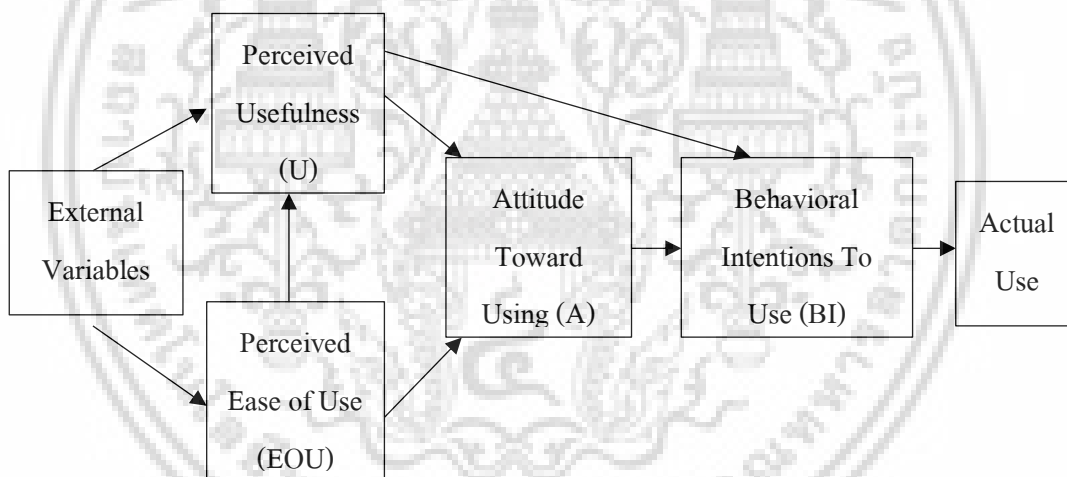 Perceived
Usefulness
(U)
External
Variables
Perceived
Ease of Use
(EOU)
Attitude
Toward
Using (A)
Behavioral
Intentions To
Use (BI)
Actual
Use